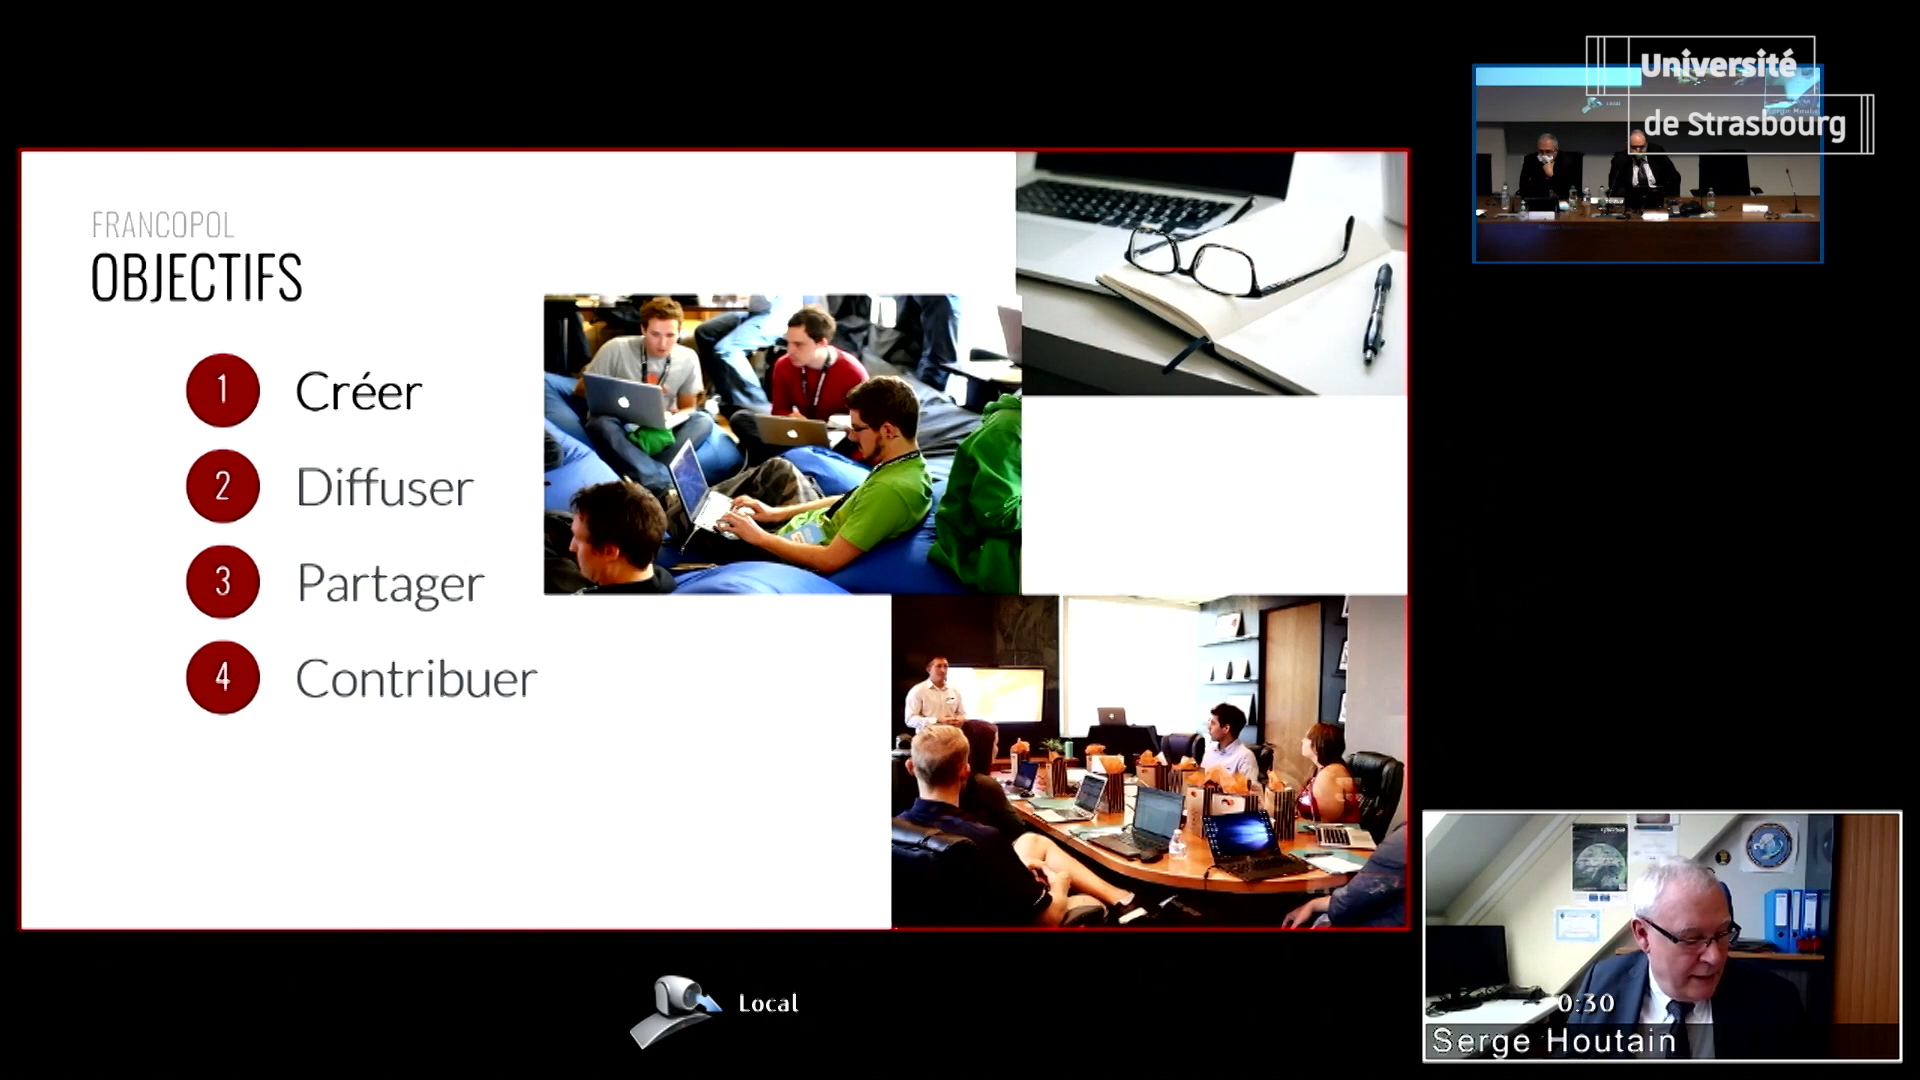 Université
de Strasbourg
FRANCOPOL
OBJECTIFS
1 Créer
2 Diffuser
3 Partager
4 Contribuer
Local
0:30
Serge Houtain